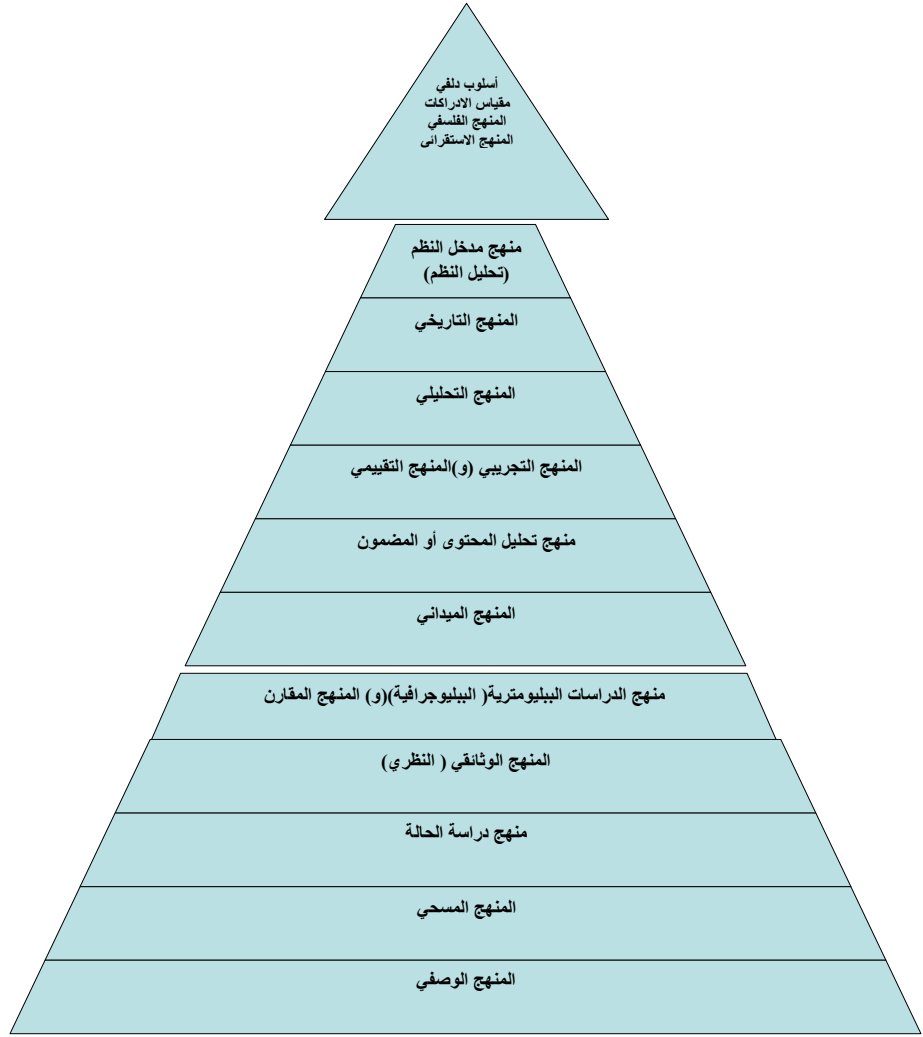 أسلوب دلفي
مقياس الادراكات
المنهج الفلسفي
المنهج الاستقرائى
منهج مدخل النظم
(تحليل النظم)
المنهج التاريخي
المنهج التحليلي
المنهج التجريبي (و)المنهج التقييمي
منهج تحليل المحتوى أو المضمون
المنهج الميداني
منهج الدراسات الببليومترية( الببليوجرافية)(و) المنهج المقارن
المنهج الوثائقي ( النظري)
منهج دراسة الحالة
المنهج المسحي
المنهج الوصفي